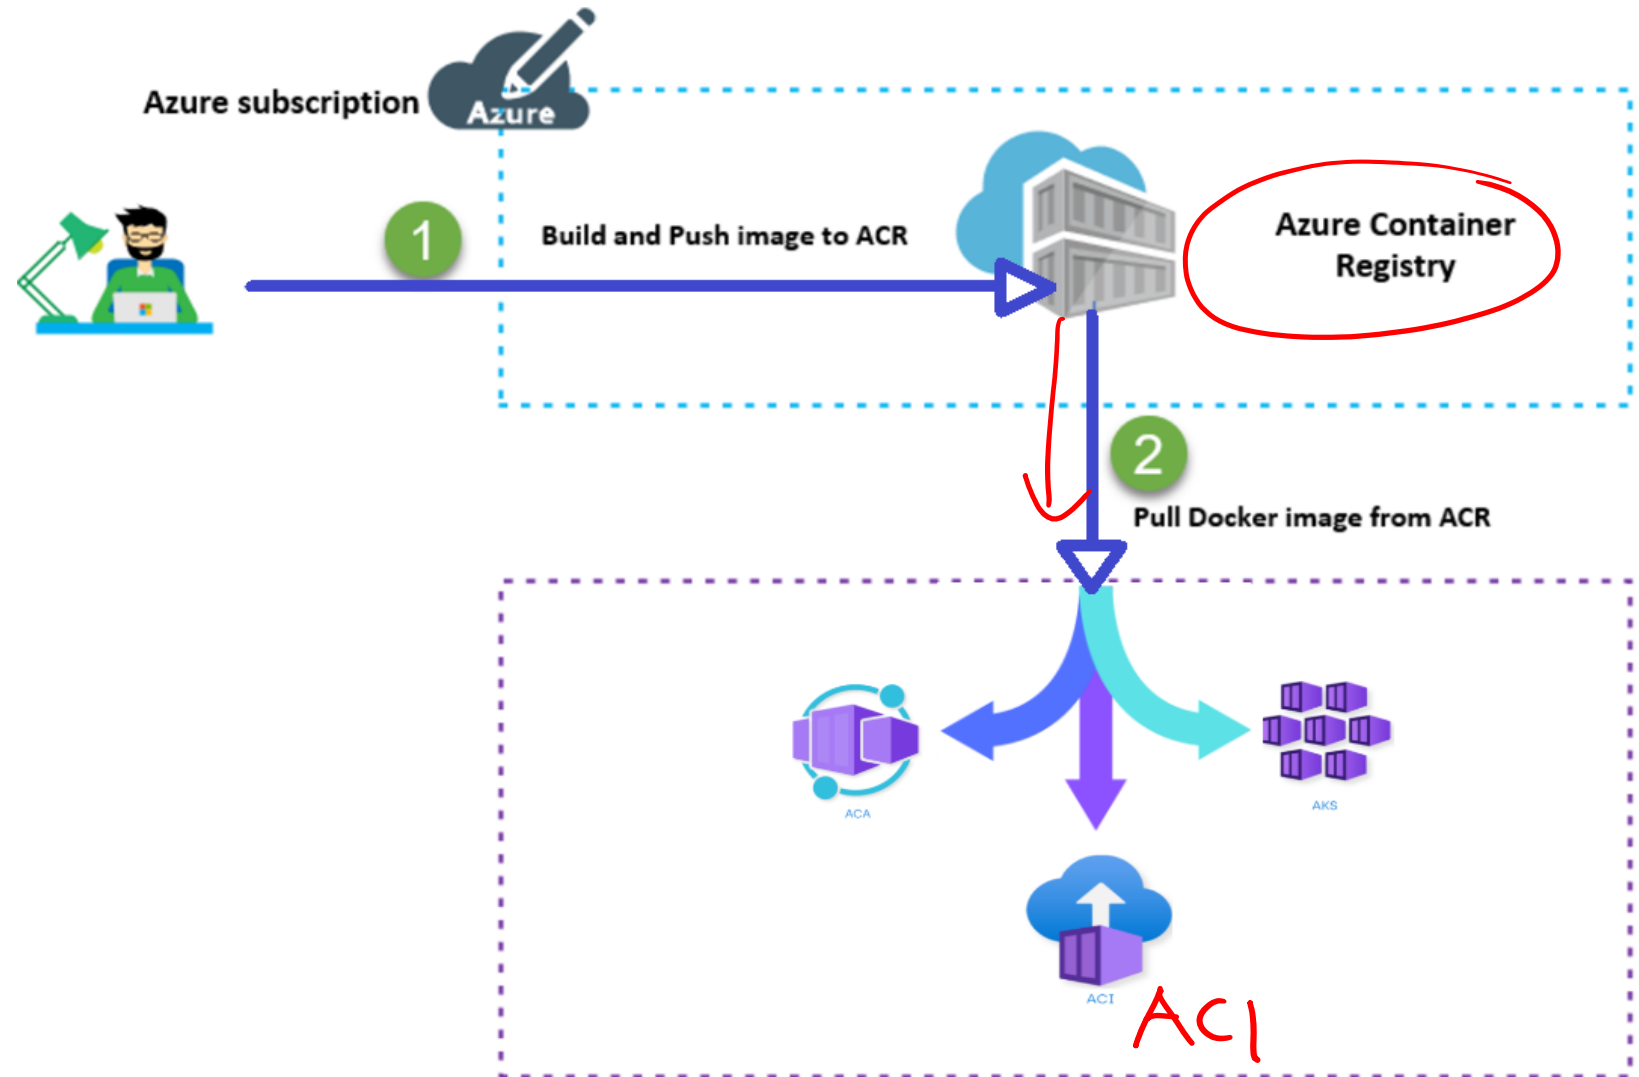 Azure subscription
Azure
1
Build and Push image to ACR
Azure Container
Registry
2
Pull Docker image from ACR
ACA
AKS
ACI
ACI